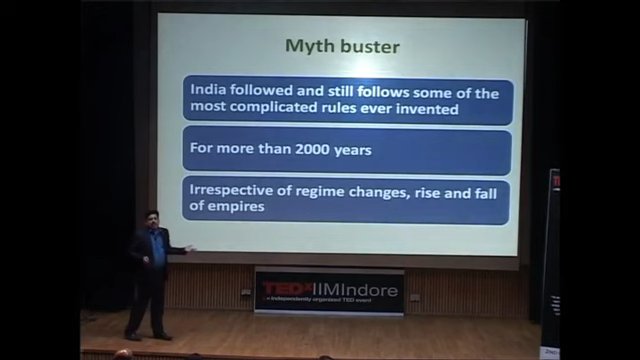 Myth buster
India followed and still follows some of the
most complicated rules ever invented
For more than 2000 years
Irrespective of regime changes, rise and fall
of empires
TEDxIIMIndore
x = independently organized TED event